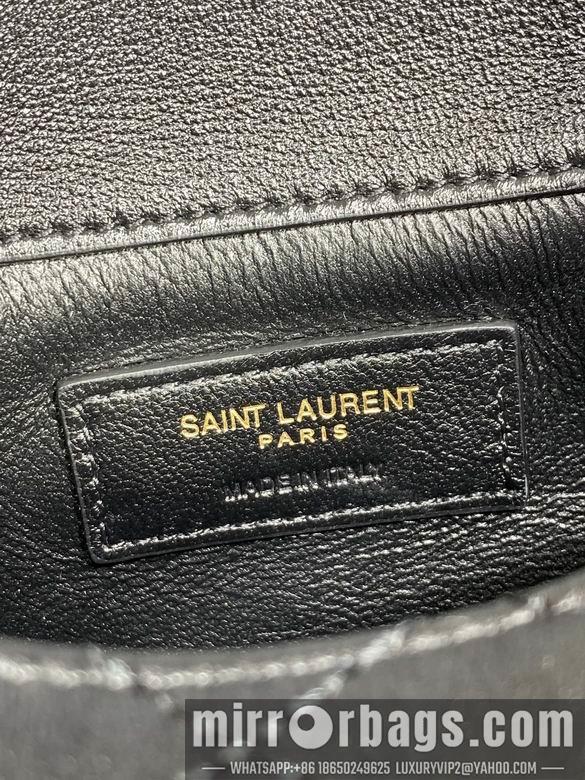 SAINT LAURENT
PARIS
MADE IN ITALY
mirrorbags.com
WHATSAPP:+86 18650249625 LUXURYVIP2@YAHOO.COM